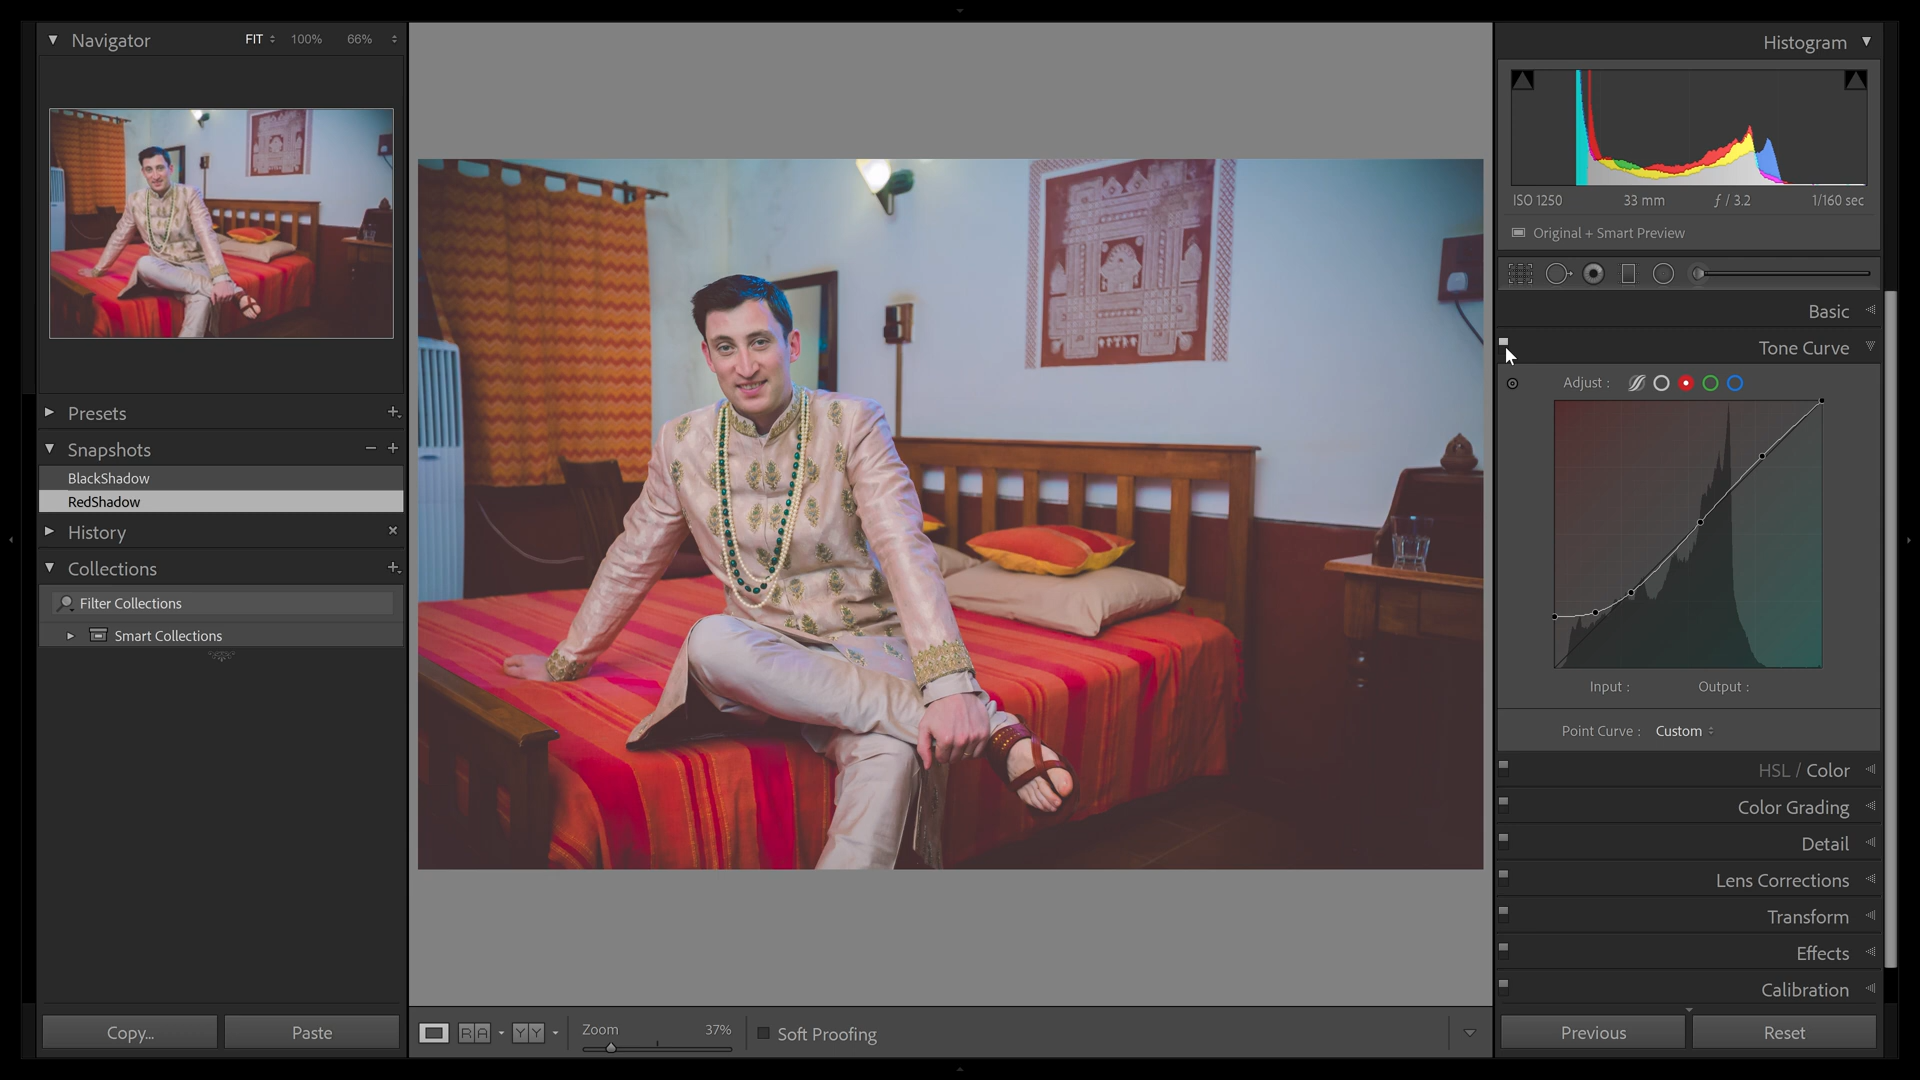 Navigator
FIT 100% 66%
Presets
Snapshots
BlackShadow
RedShadow
History
Collections
Filter Collections
Smart Collections
Copy...
Paste
R A
Y Y
Zoom 37%
Soft Proofing
Histogram
ISO 1250 33 mm ƒ / 3.2 1/160 sec
Original + Smart Preview
Basic
Tone Curve
Adjust :
Input : Output :
Point Curve : Custom
HSL / Color
Color Grading
Detail
Lens Corrections
Transform
Effects
Calibration
Previous
Reset